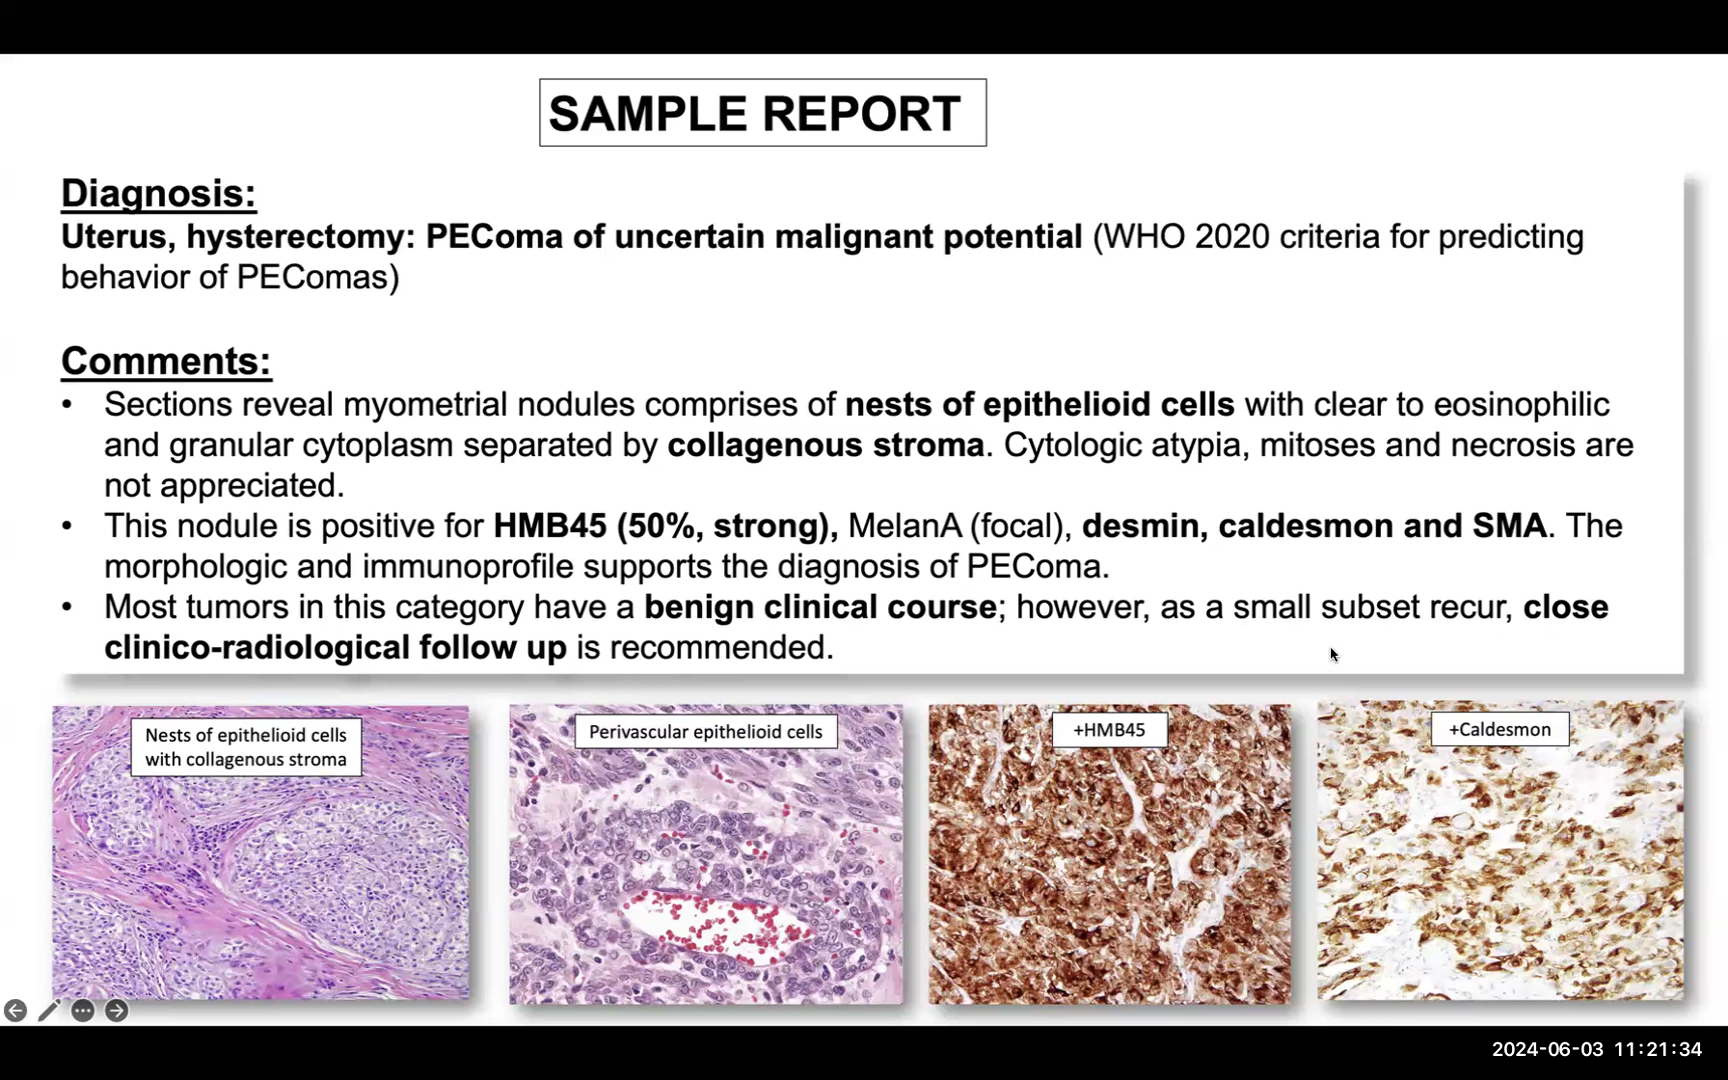 SAMPLE REPORT
Diagnosis:
Uterus, hysterectomy: PEComa of uncertain malignant potential (WHO 2020 criteria for predicting
behavior of PEComas)
Comments:
• Sections reveal myometrial nodules comprises of nests of epithelioid cells with clear to eosinophilic
and granular cytoplasm separated by collagenous stroma. Cytologic atypia, mitoses and necrosis are
not appreciated.
• This nodule is positive for HMB45 (50%, strong), MelanA (focal), desmin, caldesmon and SMA. The
morphologic and immunoprofile supports the diagnosis of PEComa.
• Most tumors in this category have a benign clinical course; however, as a small subset recur, close
clinico-radiological follow up is recommended.
Nests of epithelioid cells
with collagenous stroma
Perivascular epithelioid cells
+HMB45
+Caldesmon
2024-06-03 11:21:34